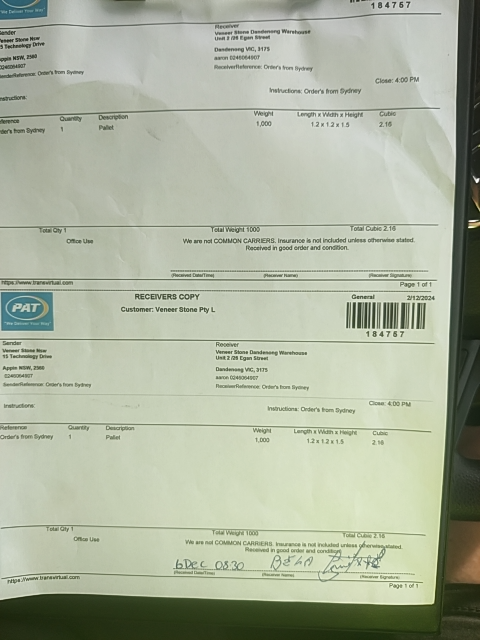 184757
"We Deliver Your Way"
Sender
Veneer Stone Nsw
15 Technology Drive
Appin NSW, 2560
0246064907
SenderReference: Order's from Sydney
Receiver
Veneer Stone Dandenong Warehouse
Unit 2 /26 Egan Street
Dandenong VIC, 3175
aaron 0246064907
ReceiverReference: Order's from Sydney
Close: 4:00 PM
Instructions:
Instructions: Order's from Sydney
Reference Quantity Description Weight Length x Width x Height Cubic
Order's from Sydney 1 Pallet 1,000 1.2 x 1.2 x 1.5 2.16
Total Qty 1 Total Weight 1000 Total Cubic 2.16
Office Use
We are not COMMON CARRIERS. Insurance is not included unless otherwise stated.
Received in good order and condition.
(Received Date/Time) (Receiver Name) (Receiver Signature)
https://www.transvirtual.com Page 1 of 1
PAT
"We Deliver Your Way"
RECEIVERS COPY
Customer: Veneer Stone Pty L
General 2/12/2024
184757
Sender
Veneer Stone Nsw
15 Technology Drive
Appin NSW, 2560
0246064907
SenderReference: Order's from Sydney
Receiver
Veneer Stone Dandenong Warehouse
Unit 2 /26 Egan Street
Dandenong VIC, 3175
aaron 0246064907
ReceiverReference: Order's from Sydney
Close: 4:00 PM
Instructions:
Instructions: Order's from Sydney
Reference Quantity Description Weight Length x Width x Height Cubic
Order's from Sydney 1 Pallet 1,000 1.2 x 1.2 x 1.5 2.16
Total Qty 1 Total Weight 1000 Total Cubic 2.16
Office Use
We are not COMMON CARRIERS. Insurance is not included unless otherwise stated.
Received in good order and condition
6 Dec 0830
(Received Date/Time) (Receiver Name) (Receiver Signature)
https://www.transvirtual.com Page 1 of 1